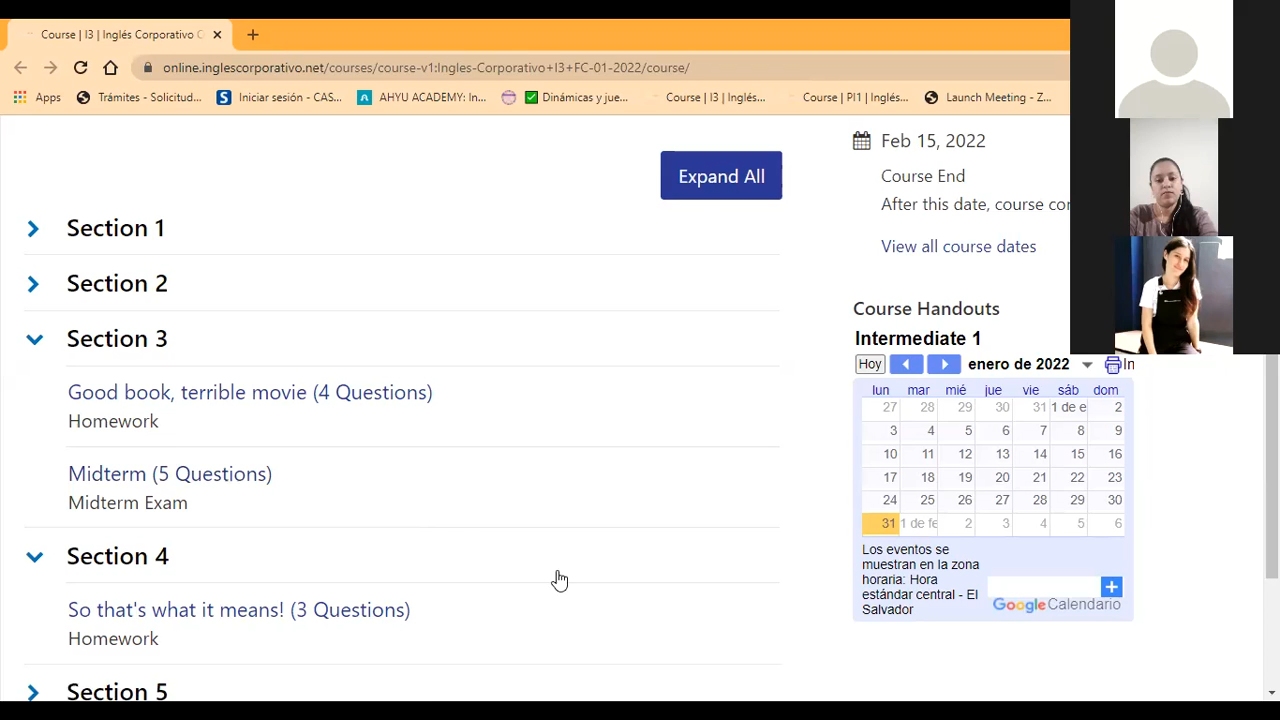 Course | I3 | Inglés Corporativo C
online.inglescorporativo.net/courses/course-v1:Ingles-Corporativo+I3+FC-01-2022/course/
Apps
Trámites - Solicitud...
Iniciar sesión - CAS...
AHYU ACADEMY: In...
Dinámicas y jue...
Course | I3 | Inglés...
Course | PI1 | Inglés...
Launch Meeting - Z...
Expand All
Section 1
Section 2
Section 3
Good book, terrible movie (4 Questions)
Homework
Midterm (5 Questions)
Midterm Exam
Section 4
So that's what it means! (3 Questions)
Homework
Section 5
Feb 15, 2022
Course End
After this date, course co
View all course dates
Course Handouts
Intermediate 1
Hoy enero de 2022 In
lun mar mié jue vie sáb dom
27 28 29 30 31 1 de e 2
3 4 5 6 7 8 9
10 11 12 13 14 15 16
17 18 19 20 21 22 23
24 25 26 27 28 29 30
31 1 de fe 2 3 4 5 6
Los eventos se
muestran en la zona
horaria: Hora
estándar central - El
Salvador
Google Calendario